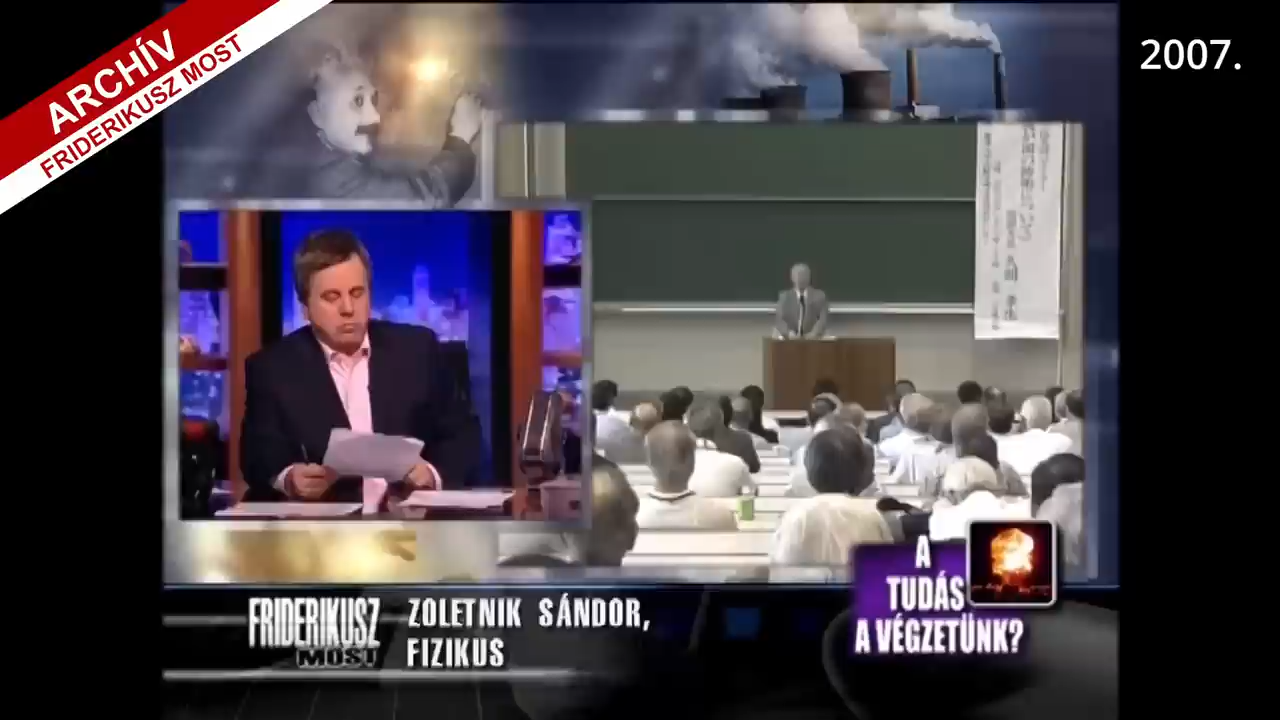 ARCHÍV
FRIDERIKUSZ MOST
2007.
FRIDERIKUSZ
MOST
ZOLETNIK SÁNDOR,
FIZIKUS
A
TUDÁS
A VÉGZETÜNK?